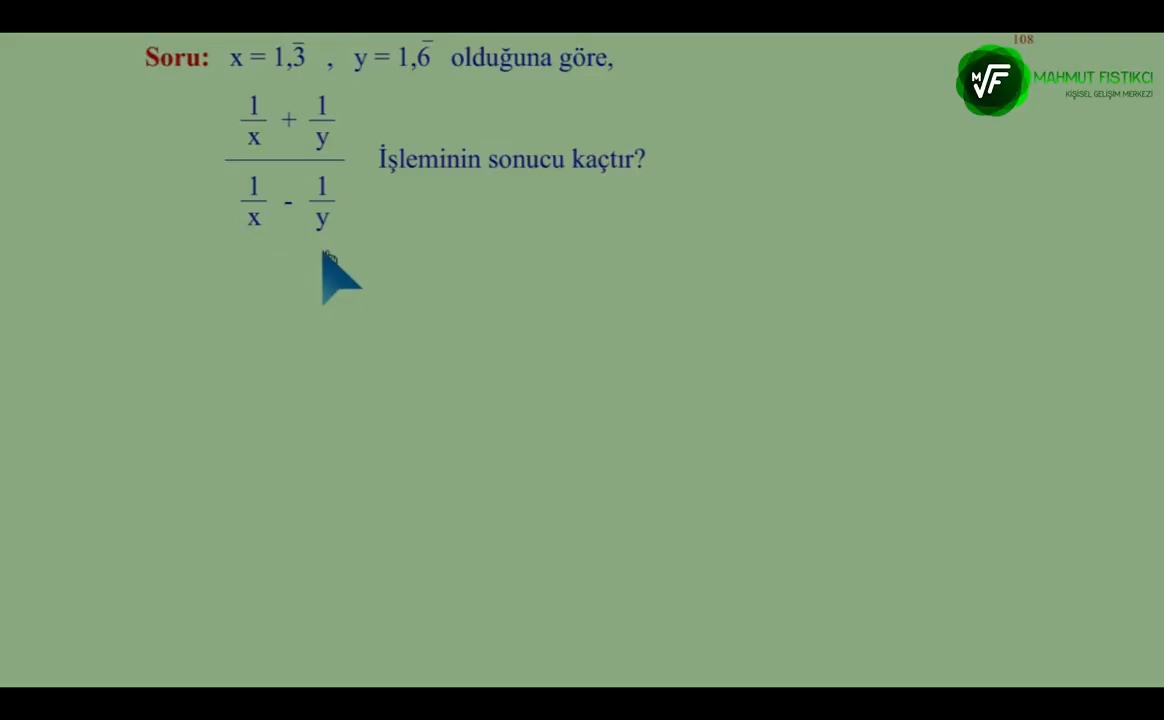 108
Soru: x = 1,3̅ , y = 1,6̅ olduğuna göre,
1 1
+
x y
İşleminin sonucu kaçtır?
1 1
-
x y
M√F MAHMUT FISTIKCI
KİŞİSEL GELİŞİM MERKEZİ